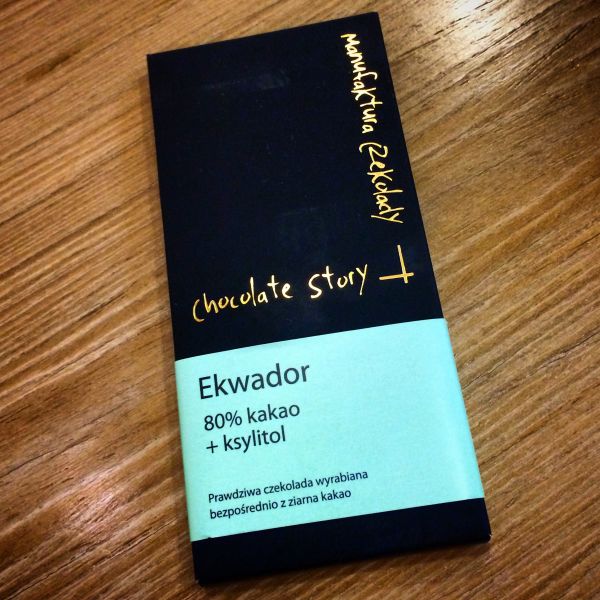 Manufaktura Czekolady
chocolate story
Ekwador
80% kakao
+ ksylitol
Prawdziwa czekolada wyrabiana
bezpośrednio z ziarna kakao